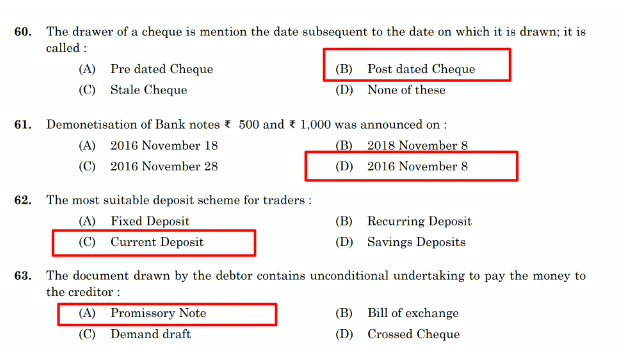 60. The drawer of a cheque is mention the date subsequent to the date on which it is drawn; it is
called :
(A) Pre dated Cheque (B) Post dated Cheque
(C) Stale Cheque (D) None of these
61. Demonetisation of Bank notes ₹ 500 and ₹ 1,000 was announced on :
(A) 2016 November 18 (B) 2018 November 8
(C) 2016 November 28 (D) 2016 November 8
62. The most suitable deposit scheme for traders :
(A) Fixed Deposit (B) Recurring Deposit
(C) Current Deposit (D) Savings Deposits
63. The document drawn by the debtor contains unconditional undertaking to pay the money to
the creditor :
(A) Promissory Note (B) Bill of exchange
(C) Demand draft (D) Crossed Cheque